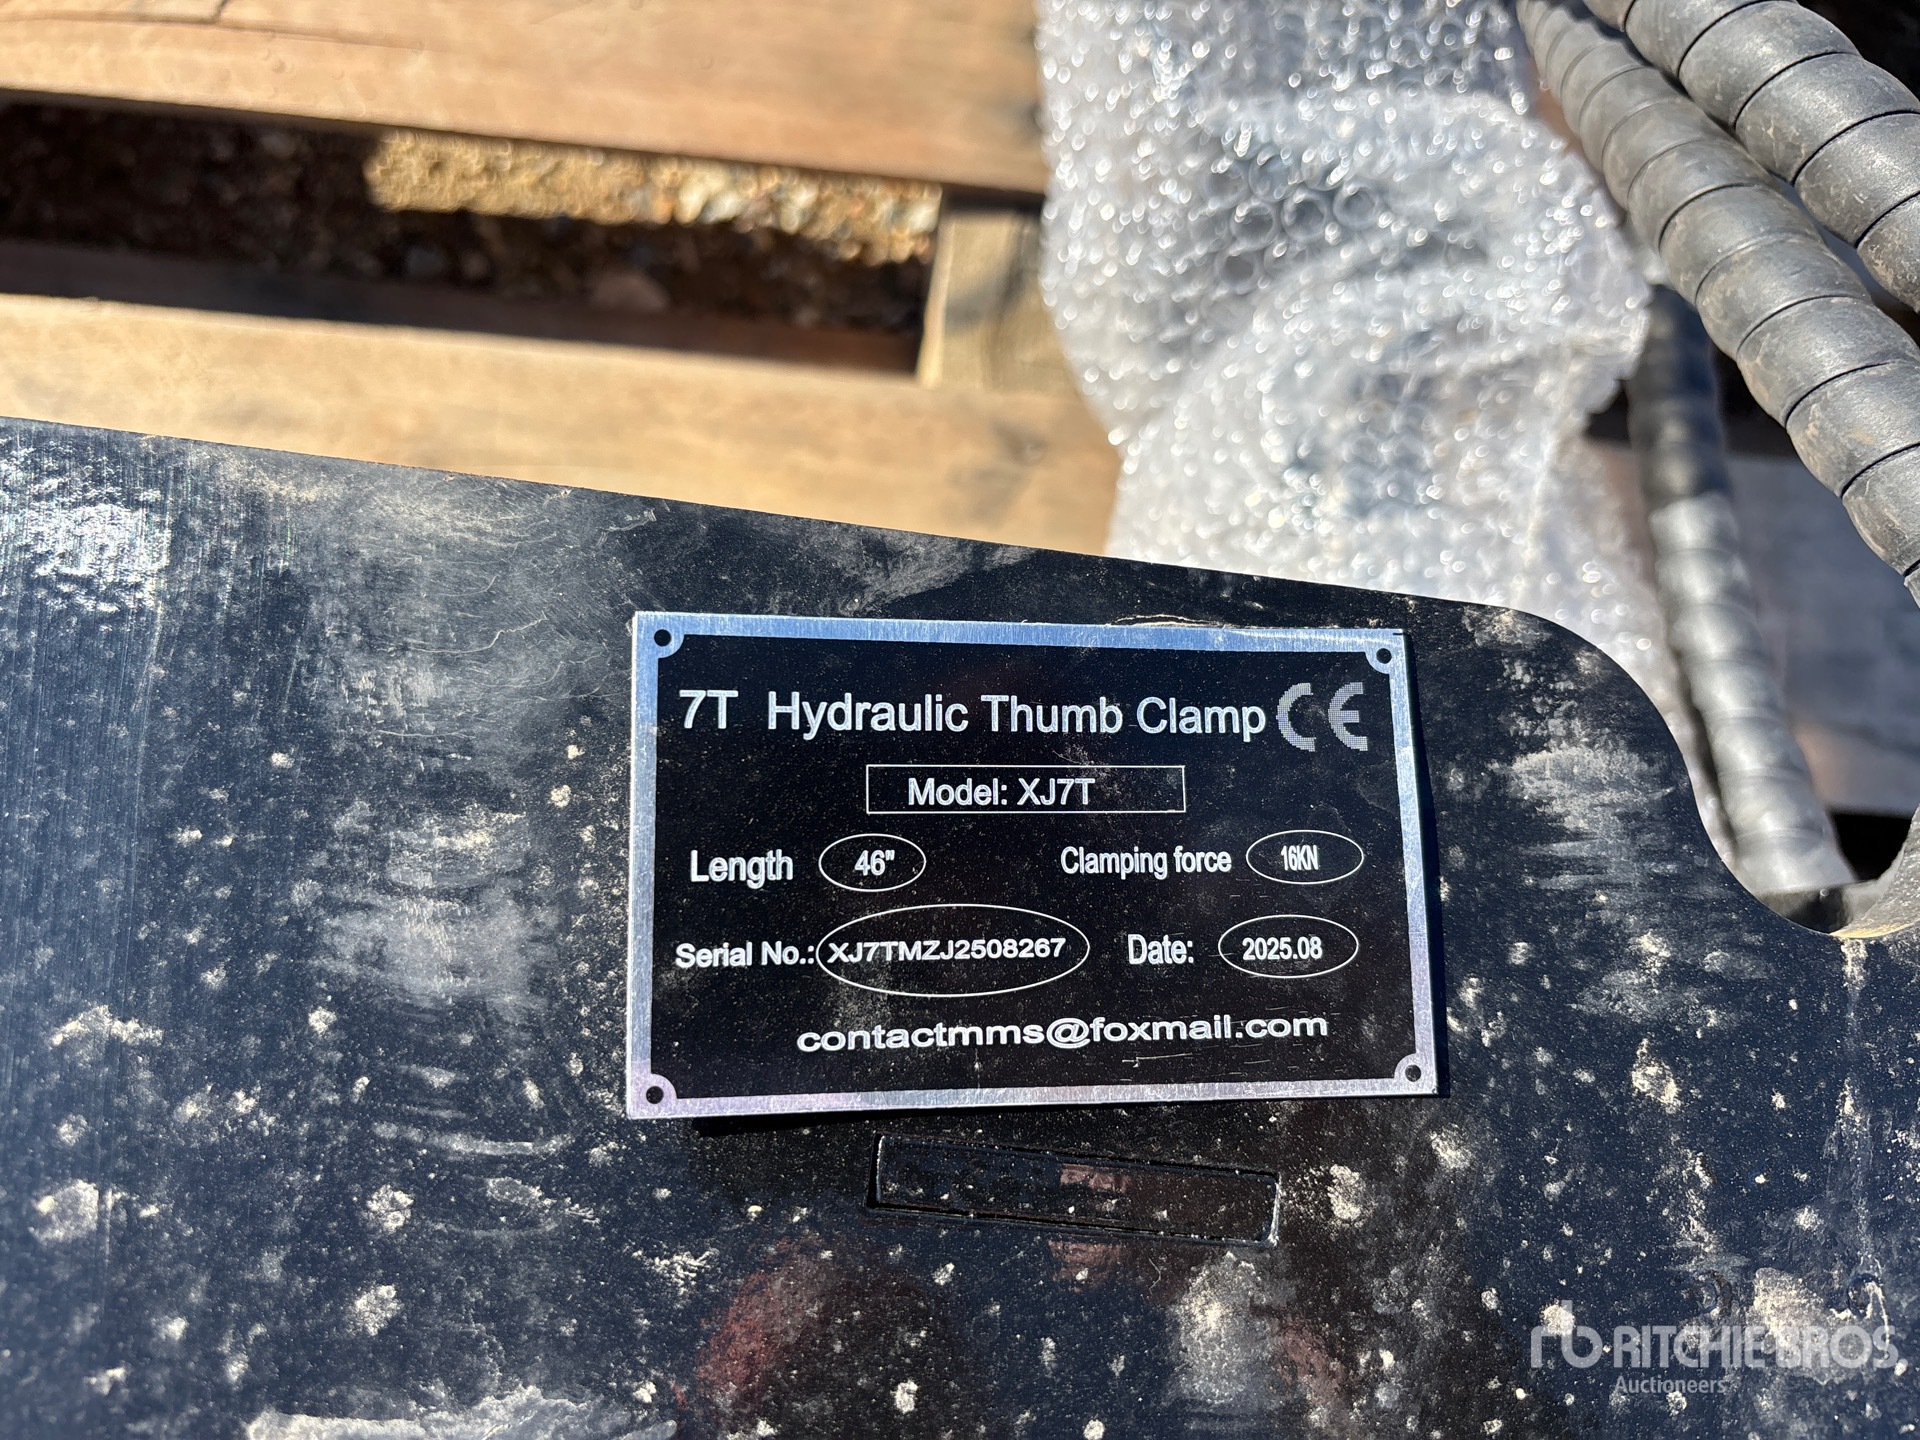 7T Hydraulic Thumb Clamp CE
Model: XJ7T
Length 46" Clamping force 16KN
Serial No.: XJ7TMZJ2508267 Date: 2025.08
contactmms@foxmail.com
rb RITCHIE BROS.
Auctioneers